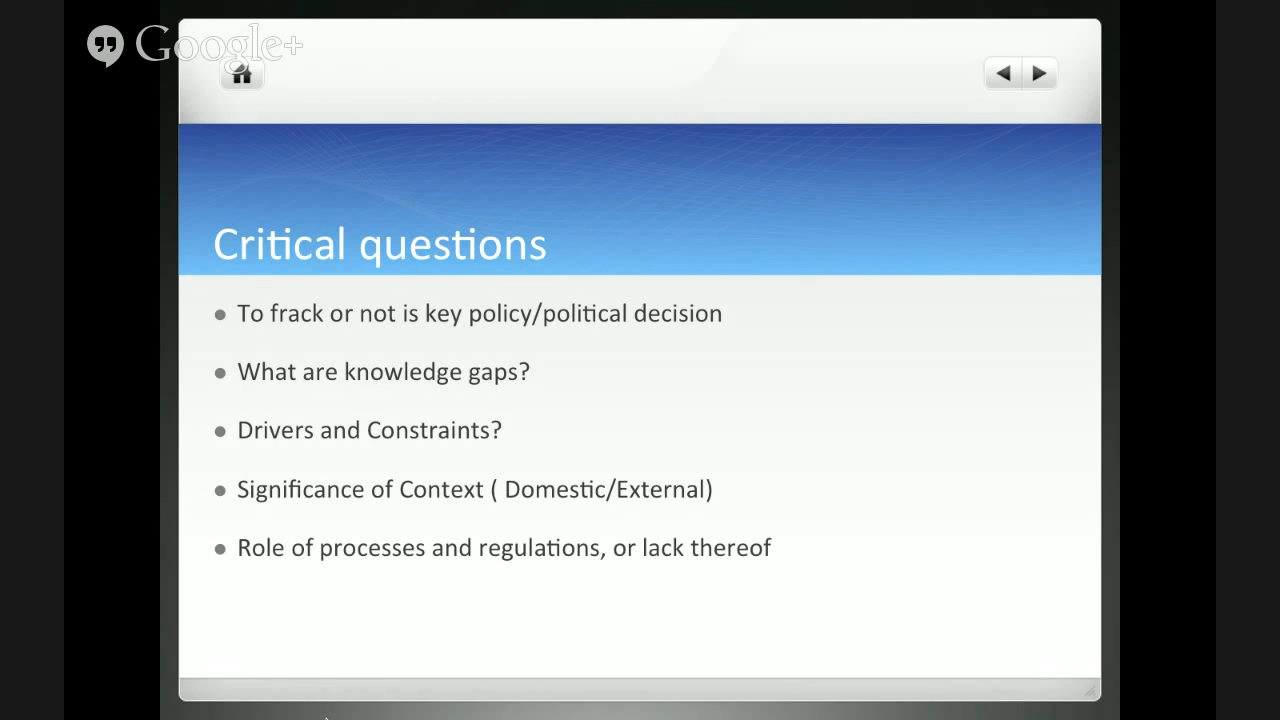 Google+
Critical questions
To frack or not is key policy/political decision
What are knowledge gaps?
Drivers and Constraints?
Significance of Context ( Domestic/External)
Role of processes and regulations, or lack thereof